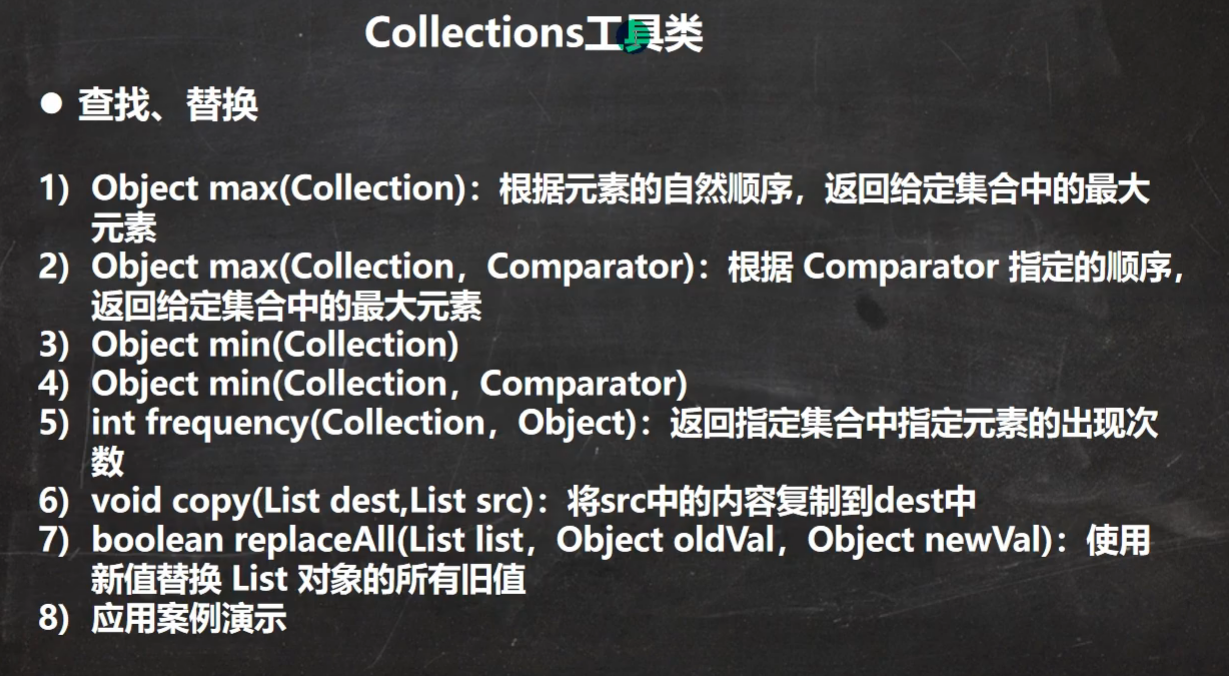 Collections工具类
● 查找、替换
1) Object max(Collection)：根据元素的自然顺序，返回给定集合中的最大
元素
2) Object max(Collection，Comparator)：根据 Comparator 指定的顺序，
返回给定集合中的最大元素
3) Object min(Collection)
4) Object min(Collection，Comparator)
5) int frequency(Collection，Object)：返回指定集合中指定元素的出现次
数
6) void copy(List dest,List src)：将src中的内容复制到dest中
7) boolean replaceAll(List list，Object oldVal，Object newVal)：使用
新值替换 List 对象的所有旧值
8) 应用案例演示